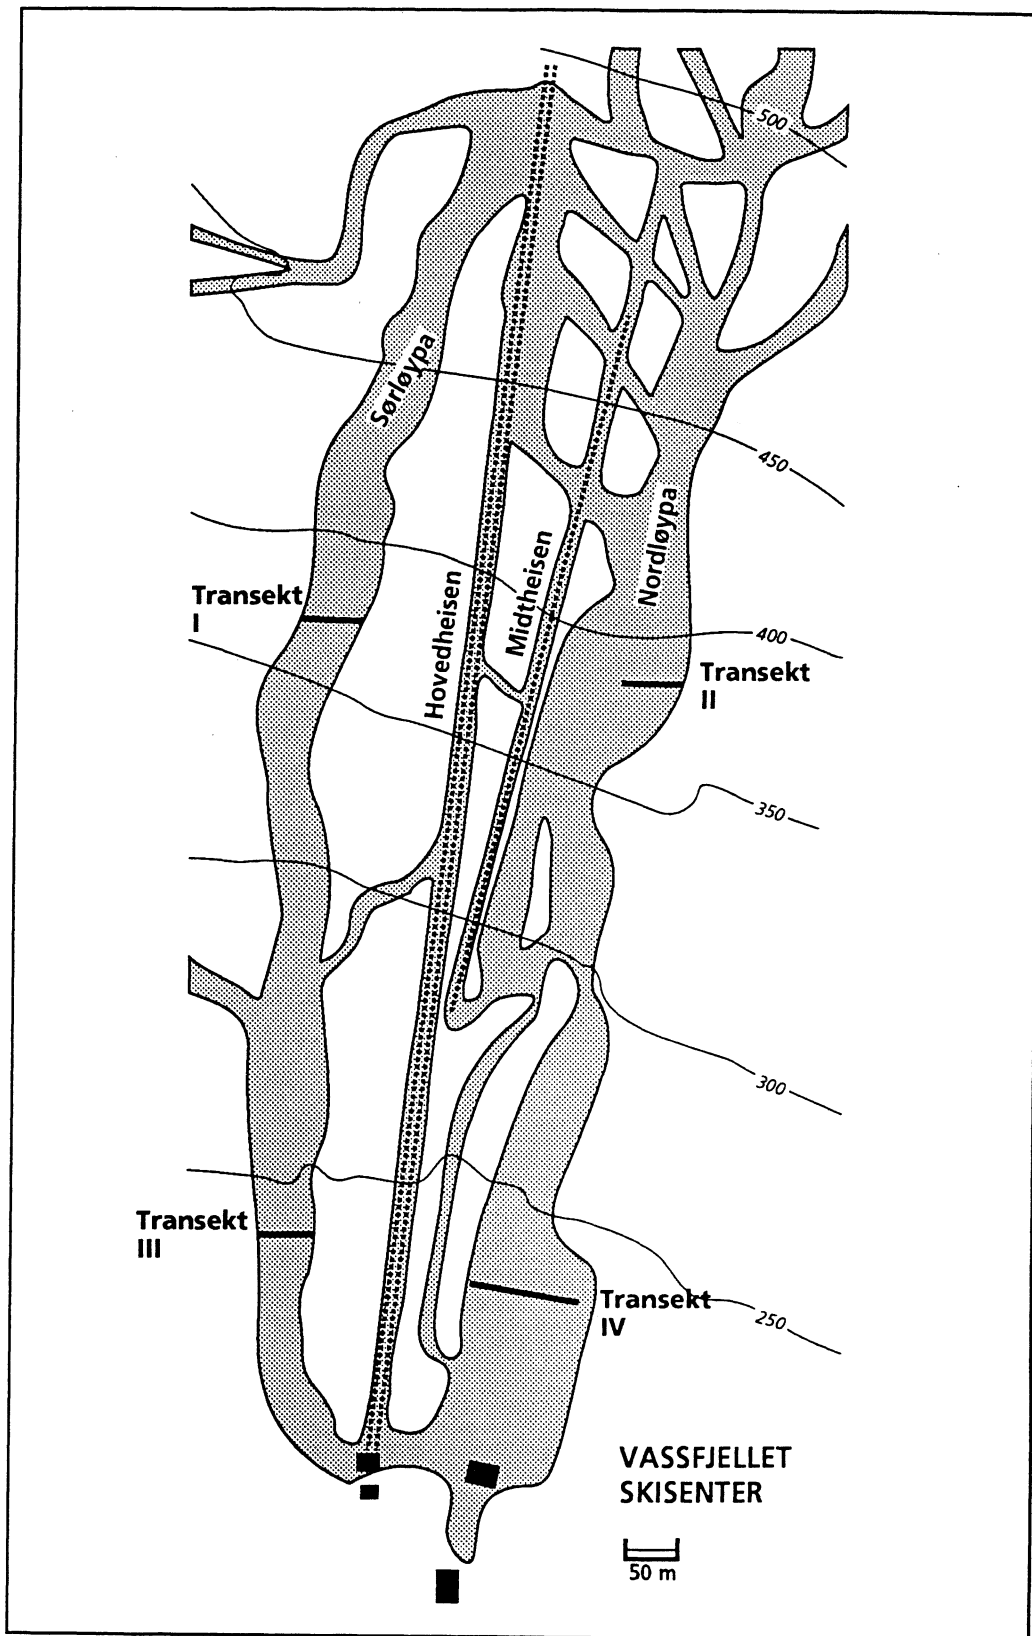 500
Sørløypa
450
Nordløypa
Midtheisen
Hovedheisen
Transekt
I
400
Transekt
II
350
300
Transekt
III
Transekt
IV
250
VASSFJELLET
SKISENTER
50 m